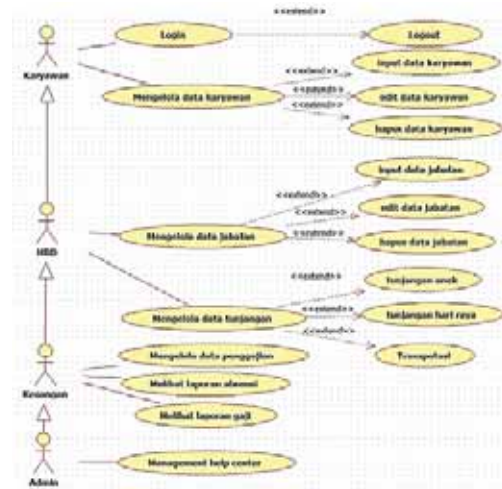 <<extend>>
Login
Logout
Karyawan
input data karyawan
<<extend>>
Mengelola data karyawan
<<extend>>
edit data karyawan
<<extend>>
hapus data karyawan
input data jabatan
<<extend>>
edit data jabatan
<<extend>>
HRD
Mengelola data jabatan
<<extend>>
hapus data jabatan
<<extend>>
tunjangan anak
<<extend>>
Mengelola data tunjangan
tunjangan hari raya
<<extend>>
Mengelola data penggajian
Melihat laporan absensi
Keuangan
Melihat laporan gaji
Management help center
Admin